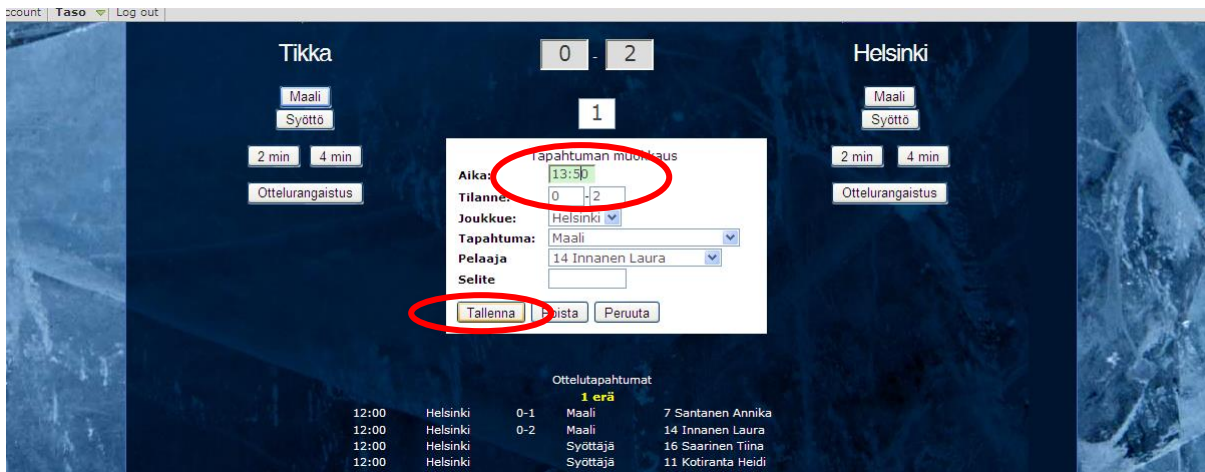 ccount Taso Log out
Tikka 0 - 2 Helsinki
Maali Maali
Syöttö 1 Syöttö
2 min 4 min Tapahtuman muokkaus 2 min 4 min
Aika: 13:50
Ottelurangaistus Tilanne: 0 - 2 Ottelurangaistus
Joukkue: Helsinki
Tapahtuma: Maali
Pelaaja 14 Innanen Laura
Selite
Tallenna Poista Peruuta
Ottelutapahtumat
1 erä
12:00 Helsinki 0-1 Maali 7 Santanen Annika
12:00 Helsinki 0-2 Maali 14 Innanen Laura
12:00 Helsinki Syöttäjä 16 Saarinen Tiina
12:00 Helsinki Syöttäjä 11 Kotiranta Heidi